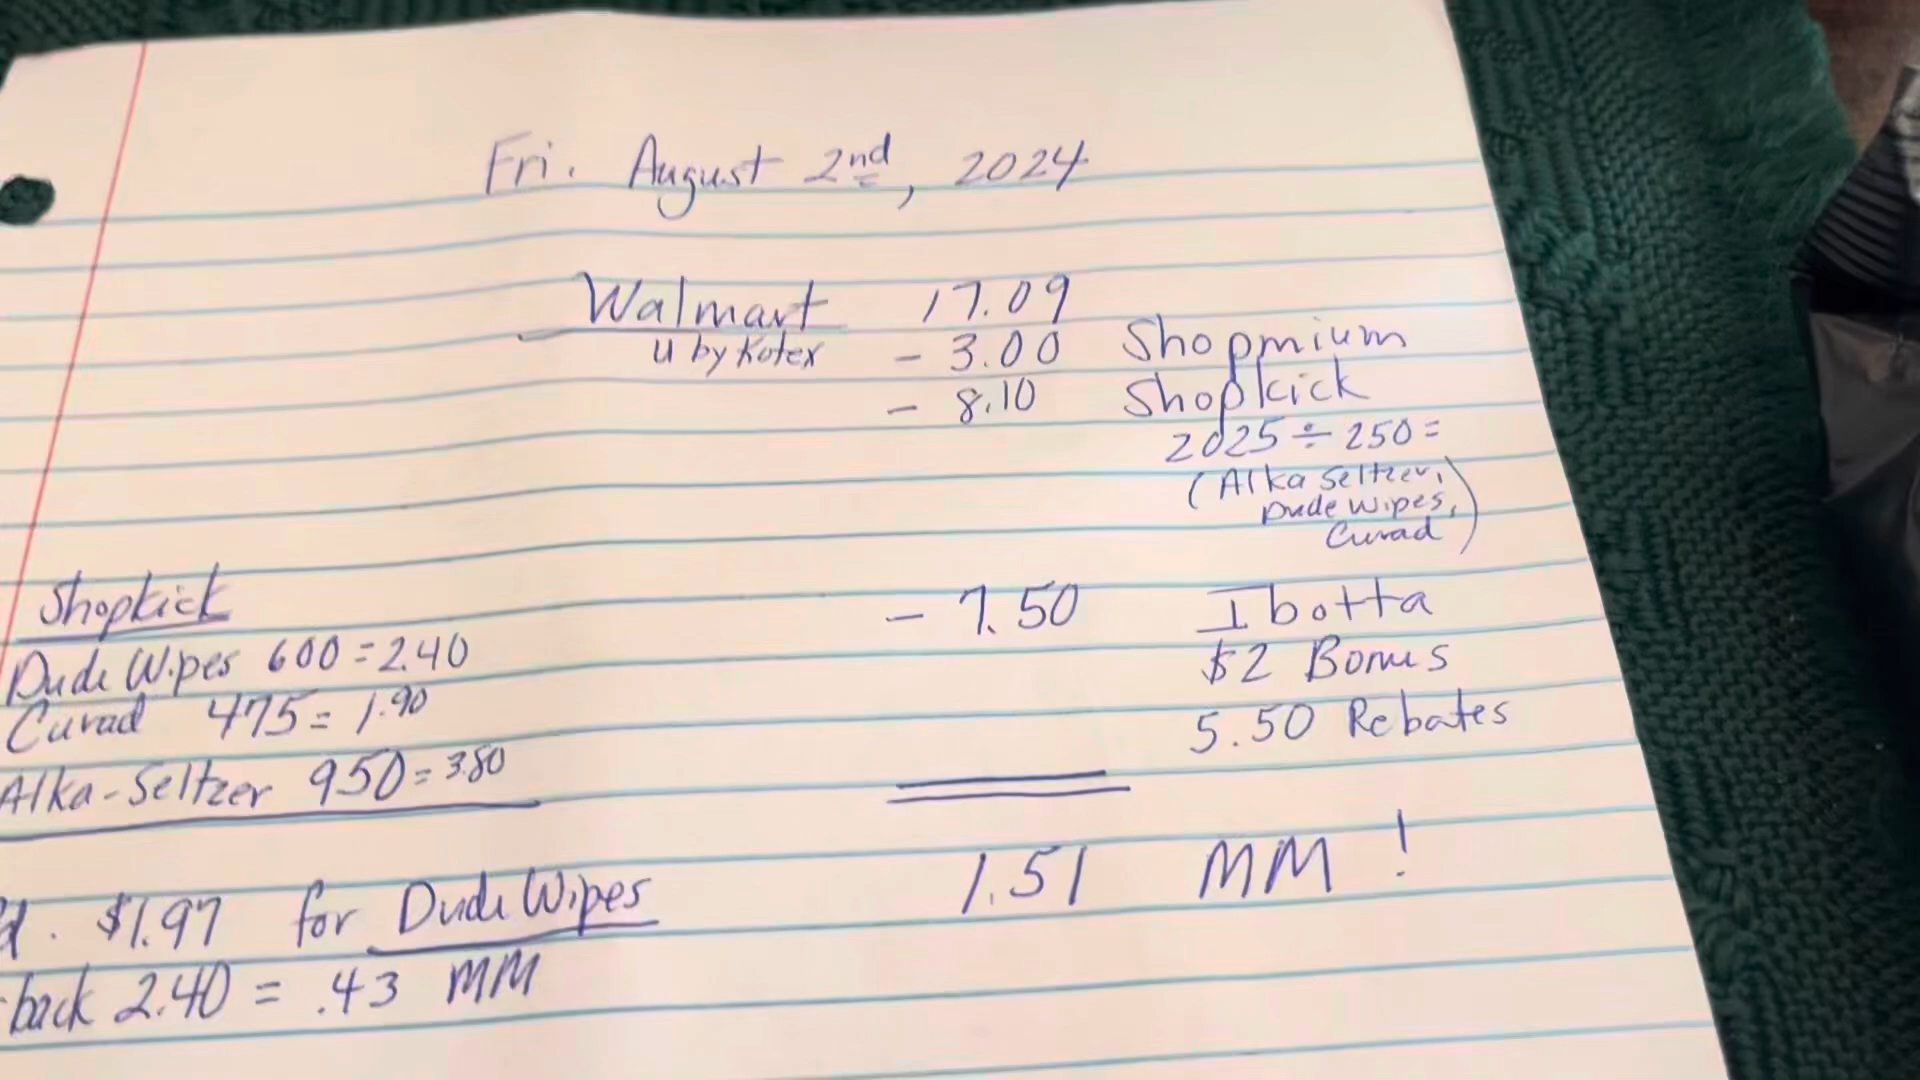 Fri. August 2nd, 2024
Walmart 17.09
u by Kotex - 3.00 Shopmium
- 8.10 Shopkick
2025 ÷ 250 =
(Alka Seltzer,
Dude Wipes,
Curad)
- 7.50 Ibotta
$2 Bonus
5.50 Rebates
1.51 MM!
Shopkick
Dude Wipes 600 = 2.40
Curad 475 = 1.90
Alka-Seltzer 950 = 3.80
$1.97 for Dude Wipes
back 2.40 = .43 MM